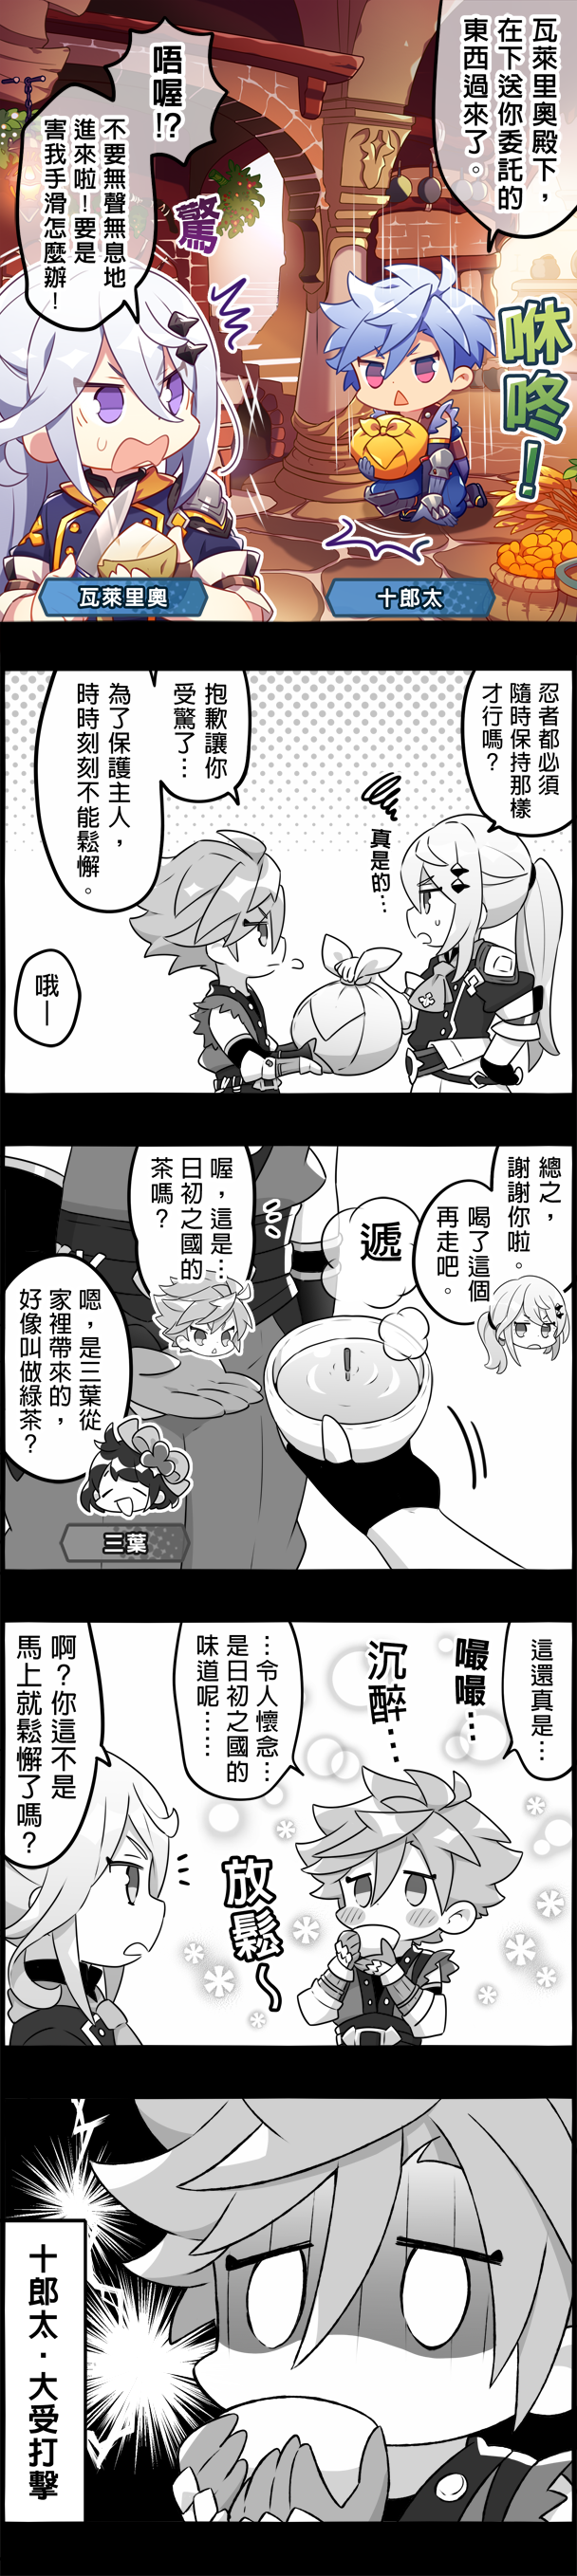 瓦萊里奧殿下，
在下送你委託的
東西過來了。
咻咚！
唔喔!?
不要無聲無息地
進來啦！要是
害我手滑怎麼辦！
驚
瓦萊里奧
十郎太
忍者都必須
隨時保持那樣
才行嗎？
真是的…
抱歉讓你
受驚了…
為了保護主人，
時時刻刻不能鬆懈。
哦ー
總之，
謝謝你啦。
喝了這個
再走吧。
遞
喔，這是…
日初之國的
茶嗎？
嗯，是三葉從
家裡帶來的，
好像叫做綠茶？
三葉
這還真是…
嘬嘬…
沉醉…
…令人懷念…
是日初之國的
味道呢……
放鬆～
啊？你這不是
馬上就鬆懈了嗎？
十郎太・大受打擊